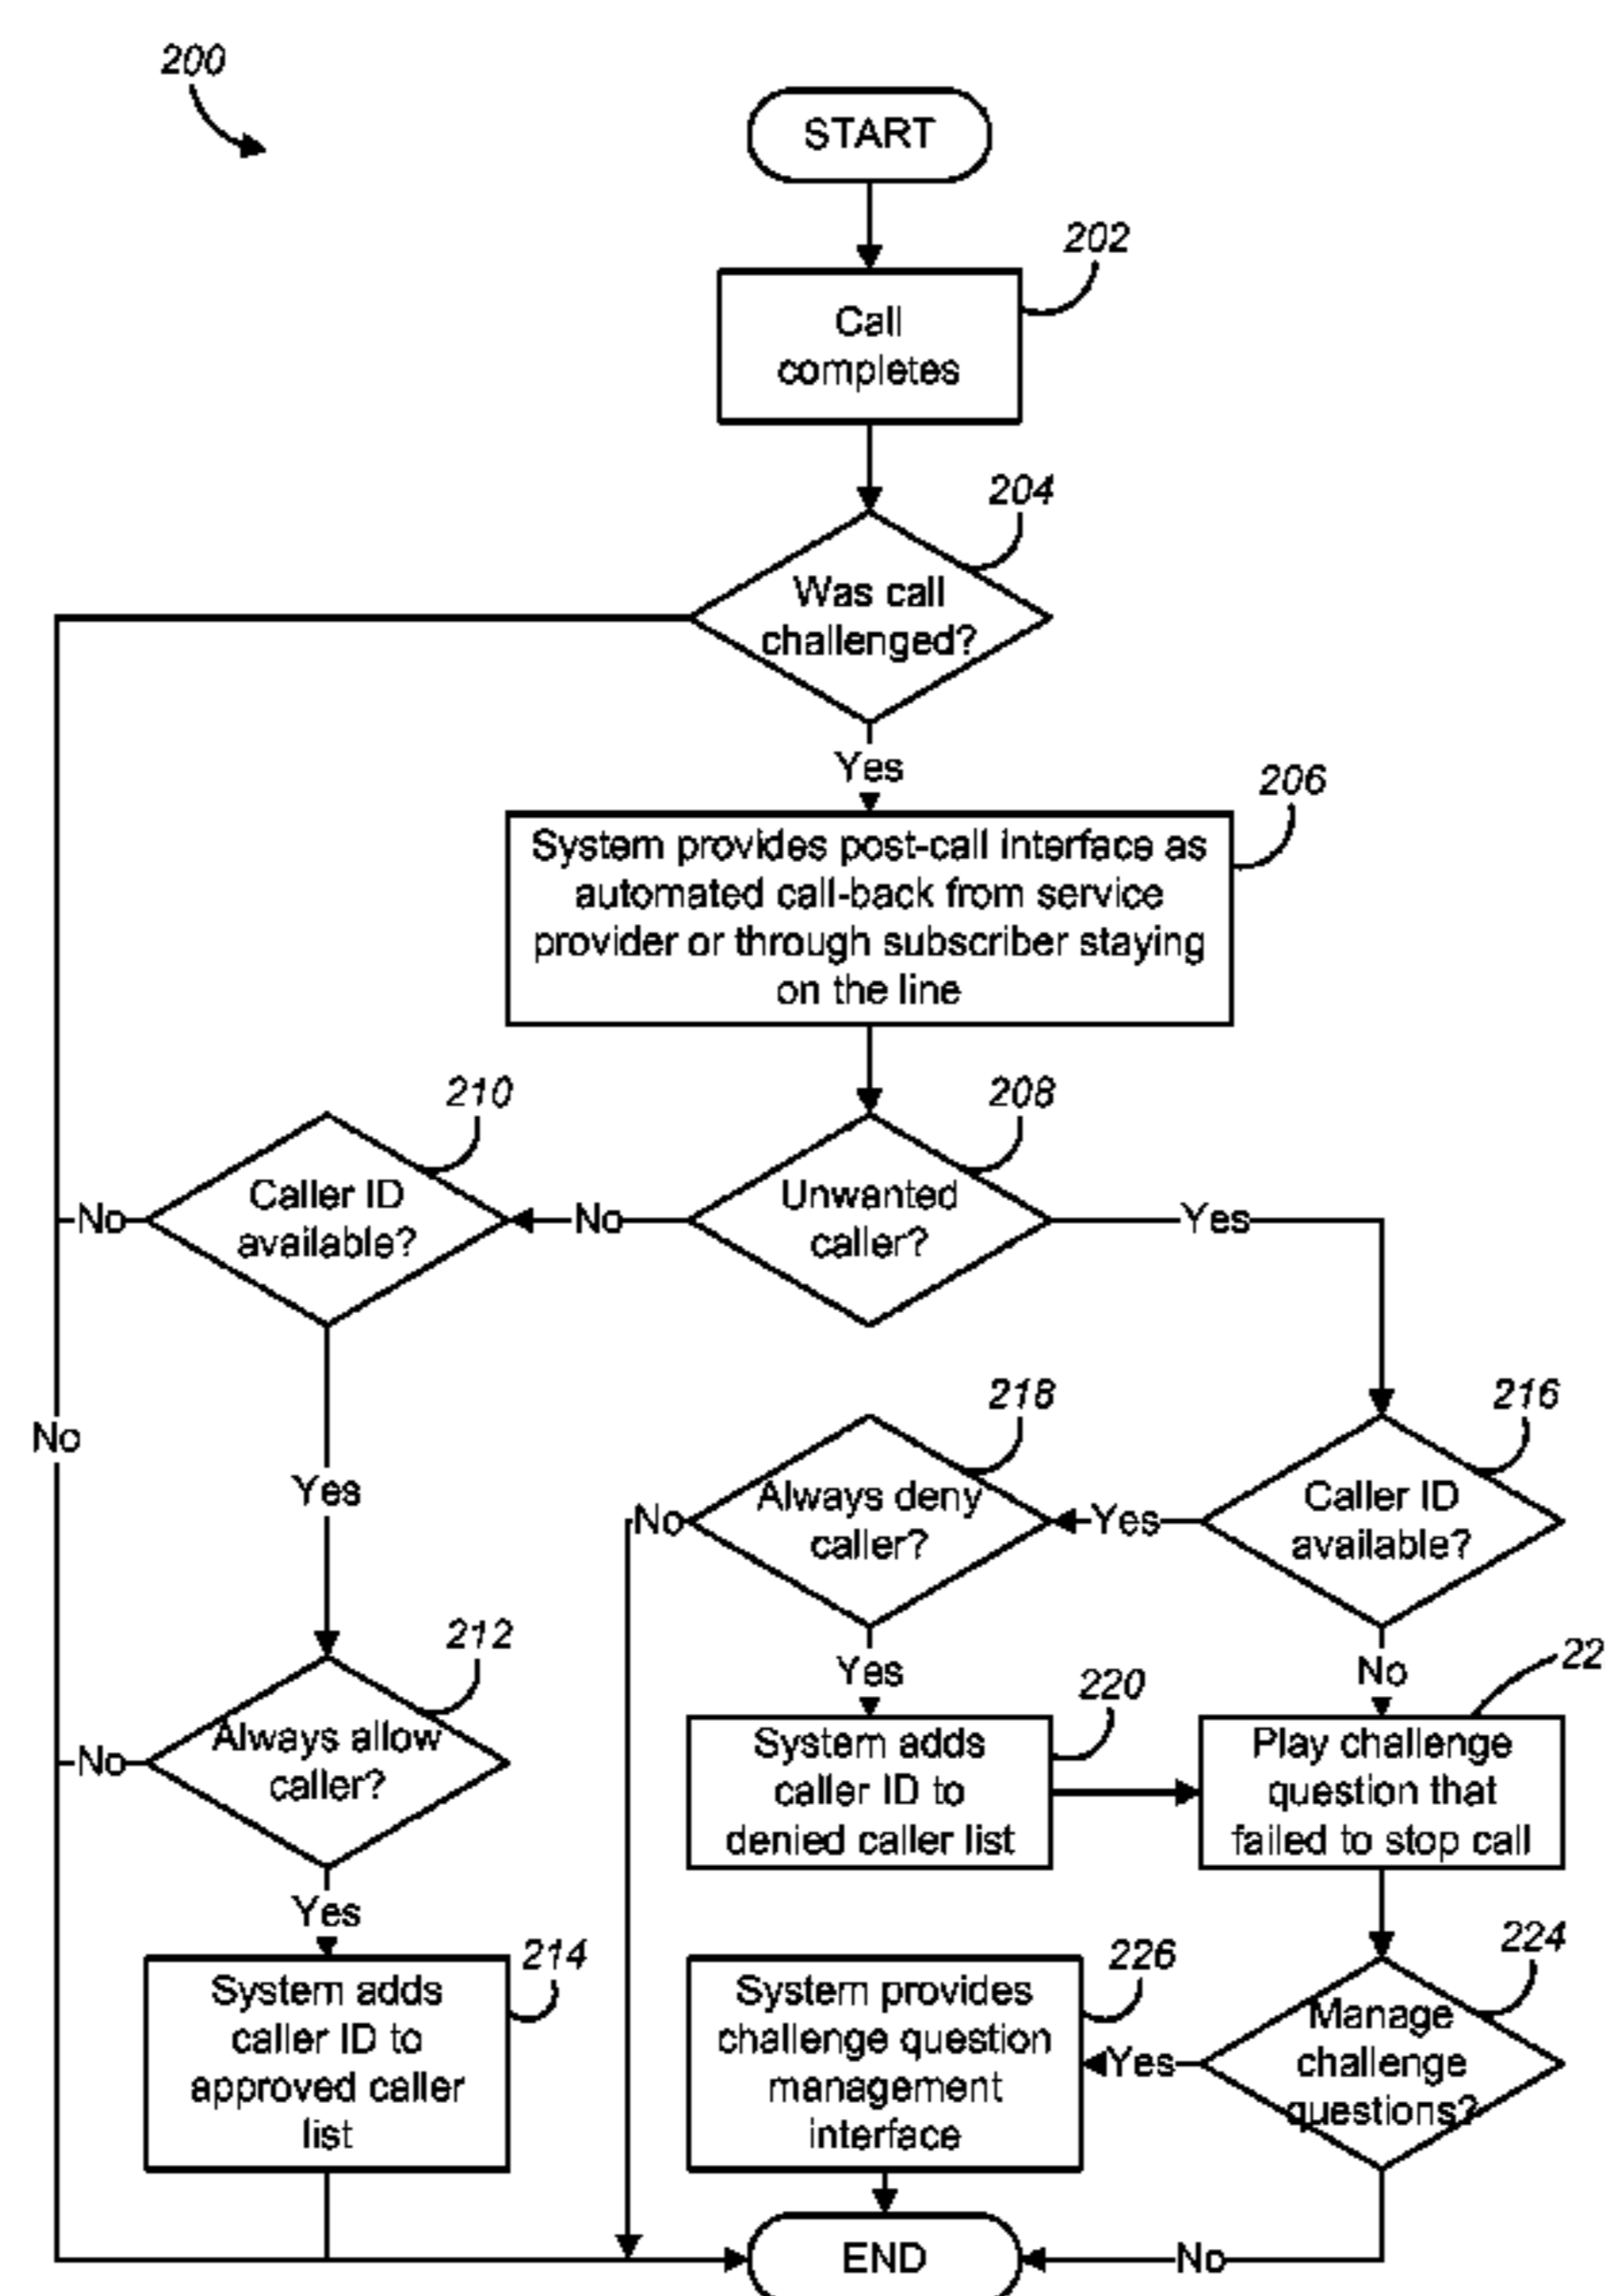 200
START
202
Call
completes
204
Was call
challenged?
Yes
206
System provides post-call interface as
automated call-back from service
provider or through subscriber staying
on the line
210
208
Caller ID
available?
Unwanted
caller?
No
No
Yes
218
216
No
Yes
Always deny
caller?
Caller ID
available?
No
Yes
212
Always allow
caller?
No
Yes
No
22
220
System adds
caller ID to
denied caller list
Play challenge
question that
failed to stop call
Yes
214
System adds
caller ID to
approved caller
list
226
System provides
challenge question
management
interface
224
Manage
challenge
questions?
Yes
END
No